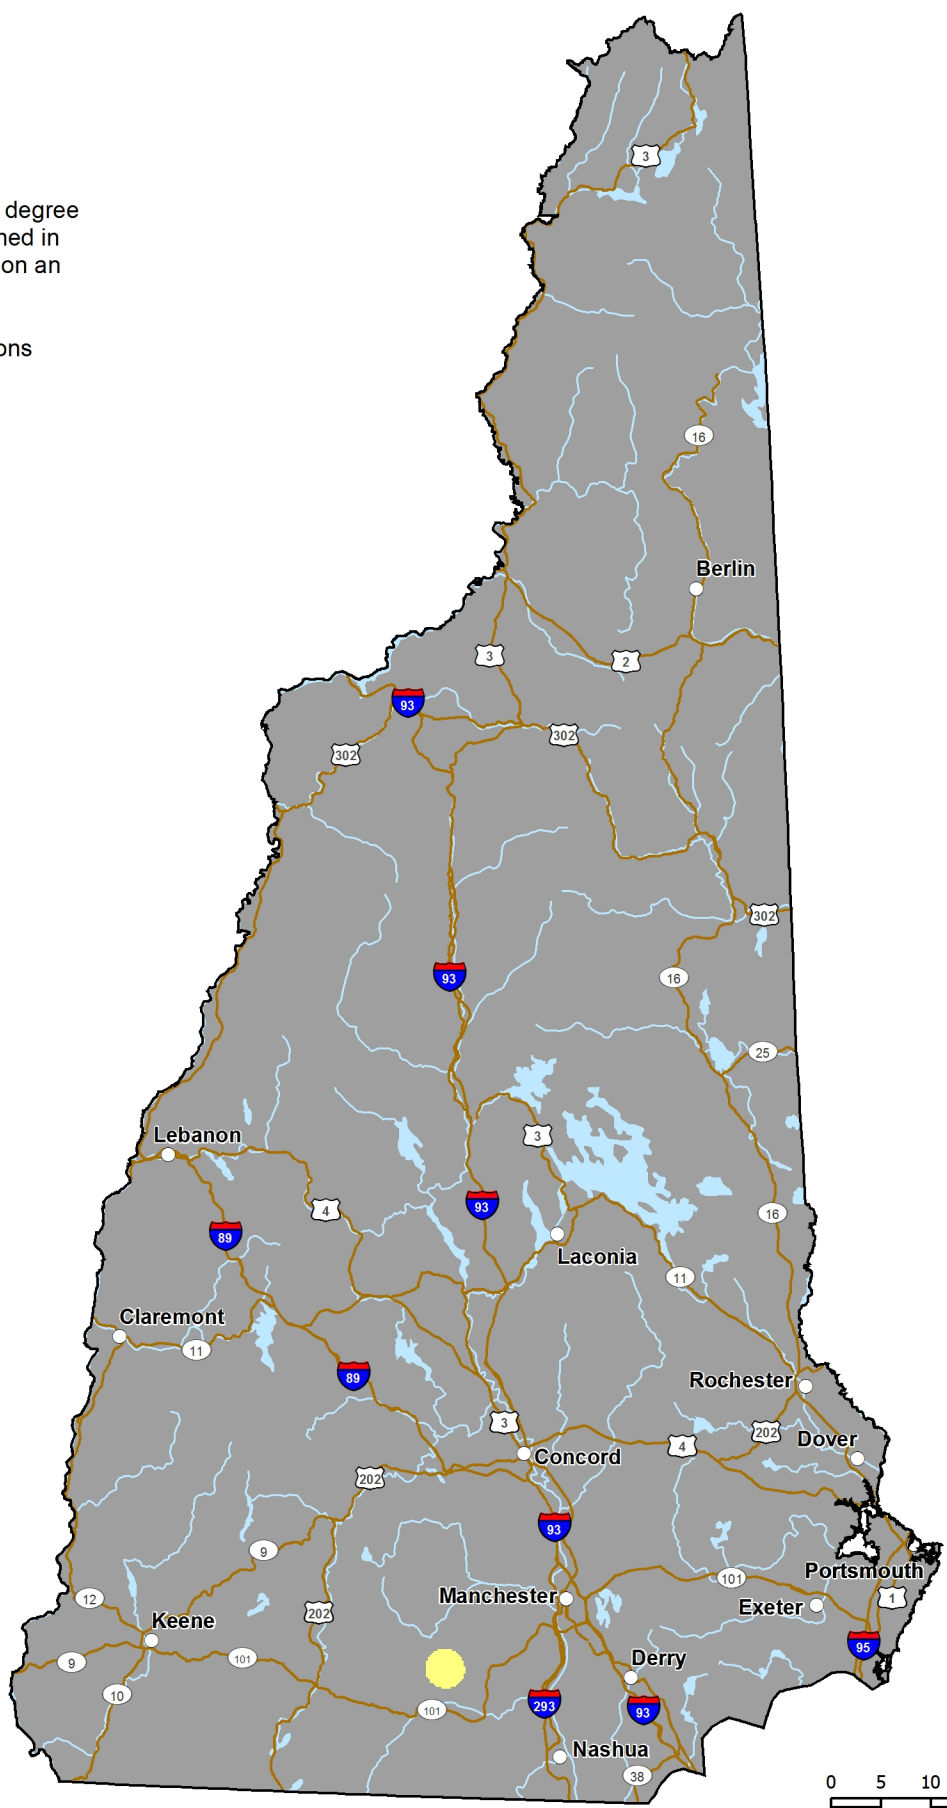 3
degree
ned in
on an
ons
16
Berlin
3
2
93
302
302
302
93
16
25
3
Lebanon
93
4
16
89
Laconia
11
Claremont
11
89
Rochester
3
202
Dover
4
Concord
202
93
9
Portsmouth
101
Manchester
12
1
Exeter
202
Keene
95
101
9
Derry
10
293
101
93
Nashua
38
0 5 10